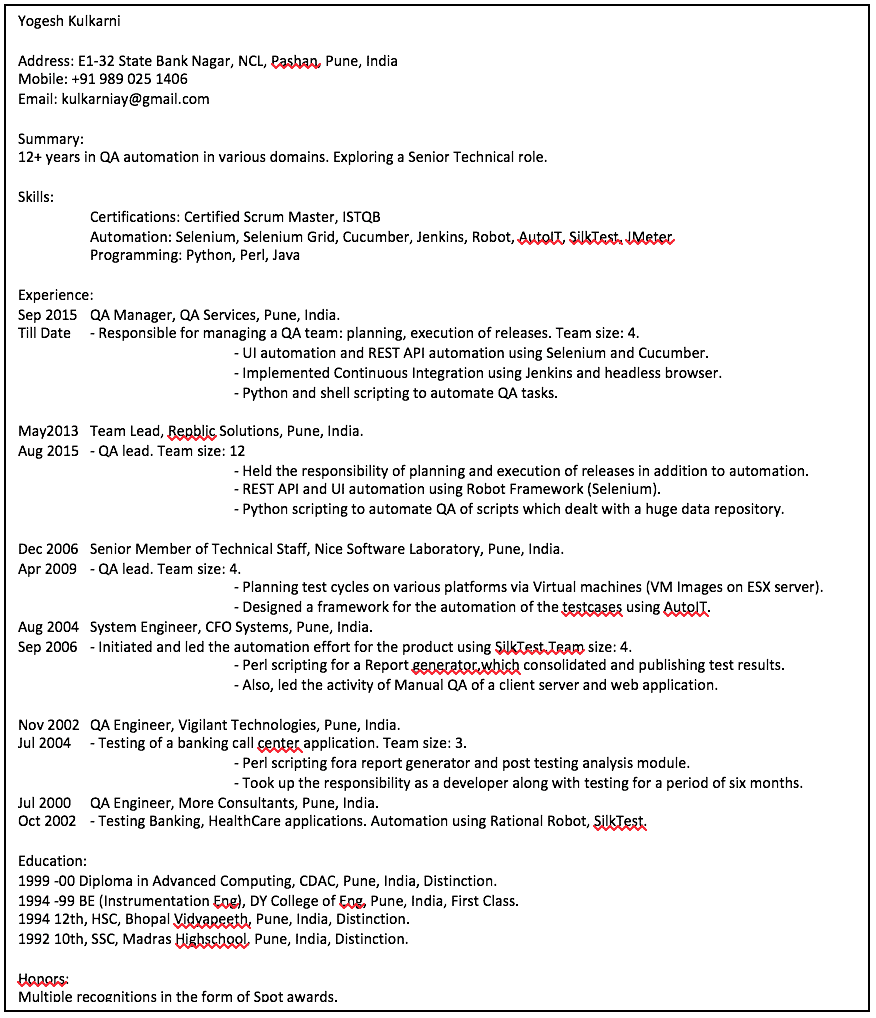 Yogesh Kulkarni
Address: E1-32 State Bank Nagar, NCL, Pashan, Pune, India
Mobile: +91 989 025 1406
Email: kulkarniay@gmail.com
Summary:
12+ years in QA automation in various domains. Exploring a Senior Technical role.
Skills:
Certifications: Certified Scrum Master, ISTQB
Automation: Selenium, Selenium Grid, Cucumber, Jenkins, Robot, AutoIT, SilkTest, JMeter.
Programming: Python, Perl, Java
Experience:
Sep 2015 QA Manager, QA Services, Pune, India.
Till Date - Responsible for managing a QA team: planning, execution of releases. Team size: 4.
- UI automation and REST API automation using Selenium and Cucumber.
- Implemented Continuous Integration using Jenkins and headless browser.
- Python and shell scripting to automate QA tasks.
May2013 Team Lead, Repblic Solutions, Pune, India.
Aug 2015 - QA lead. Team size: 12
- Held the responsibility of planning and execution of releases in addition to automation.
- REST API and UI automation using Robot Framework (Selenium).
- Python scripting to automate QA of scripts which dealt with a huge data repository.
Dec 2006 Senior Member of Technical Staff, Nice Software Laboratory, Pune, India.
Apr 2009 - QA lead. Team size: 4.
- Planning test cycles on various platforms via Virtual machines (VM Images on ESX server).
- Designed a framework for the automation of the testcases using AutoIT.
Aug 2004 System Engineer, CFO Systems, Pune, India.
Sep 2006 - Initiated and led the automation effort for the product using SilkTest.Team size: 4.
- Perl scripting for a Report generator,which consolidated and publishing test results.
- Also, led the activity of Manual QA of a client server and web application.
Nov 2002 QA Engineer, Vigilant Technologies, Pune, India.
Jul 2004 - Testing of a banking call center application. Team size: 3.
- Perl scripting fora report generator and post testing analysis module.
- Took up the responsibility as a developer along with testing for a period of six months.
Jul 2000 QA Engineer, More Consultants, Pune, India.
Oct 2002 - Testing Banking, HealthCare applications. Automation using Rational Robot, SilkTest.
Education:
1999 -00 Diploma in Advanced Computing, CDAC, Pune, India, Distinction.
1994 -99 BE (Instrumentation Eng), DY College of Eng, Pune, India, First Class.
1994 12th, HSC, Bhopal Vidyapeeth, Pune, India, Distinction.
1992 10th, SSC, Madras Highschool, Pune, India, Distinction.
Honors:
Multiple recognitions in the form of Spot awards.